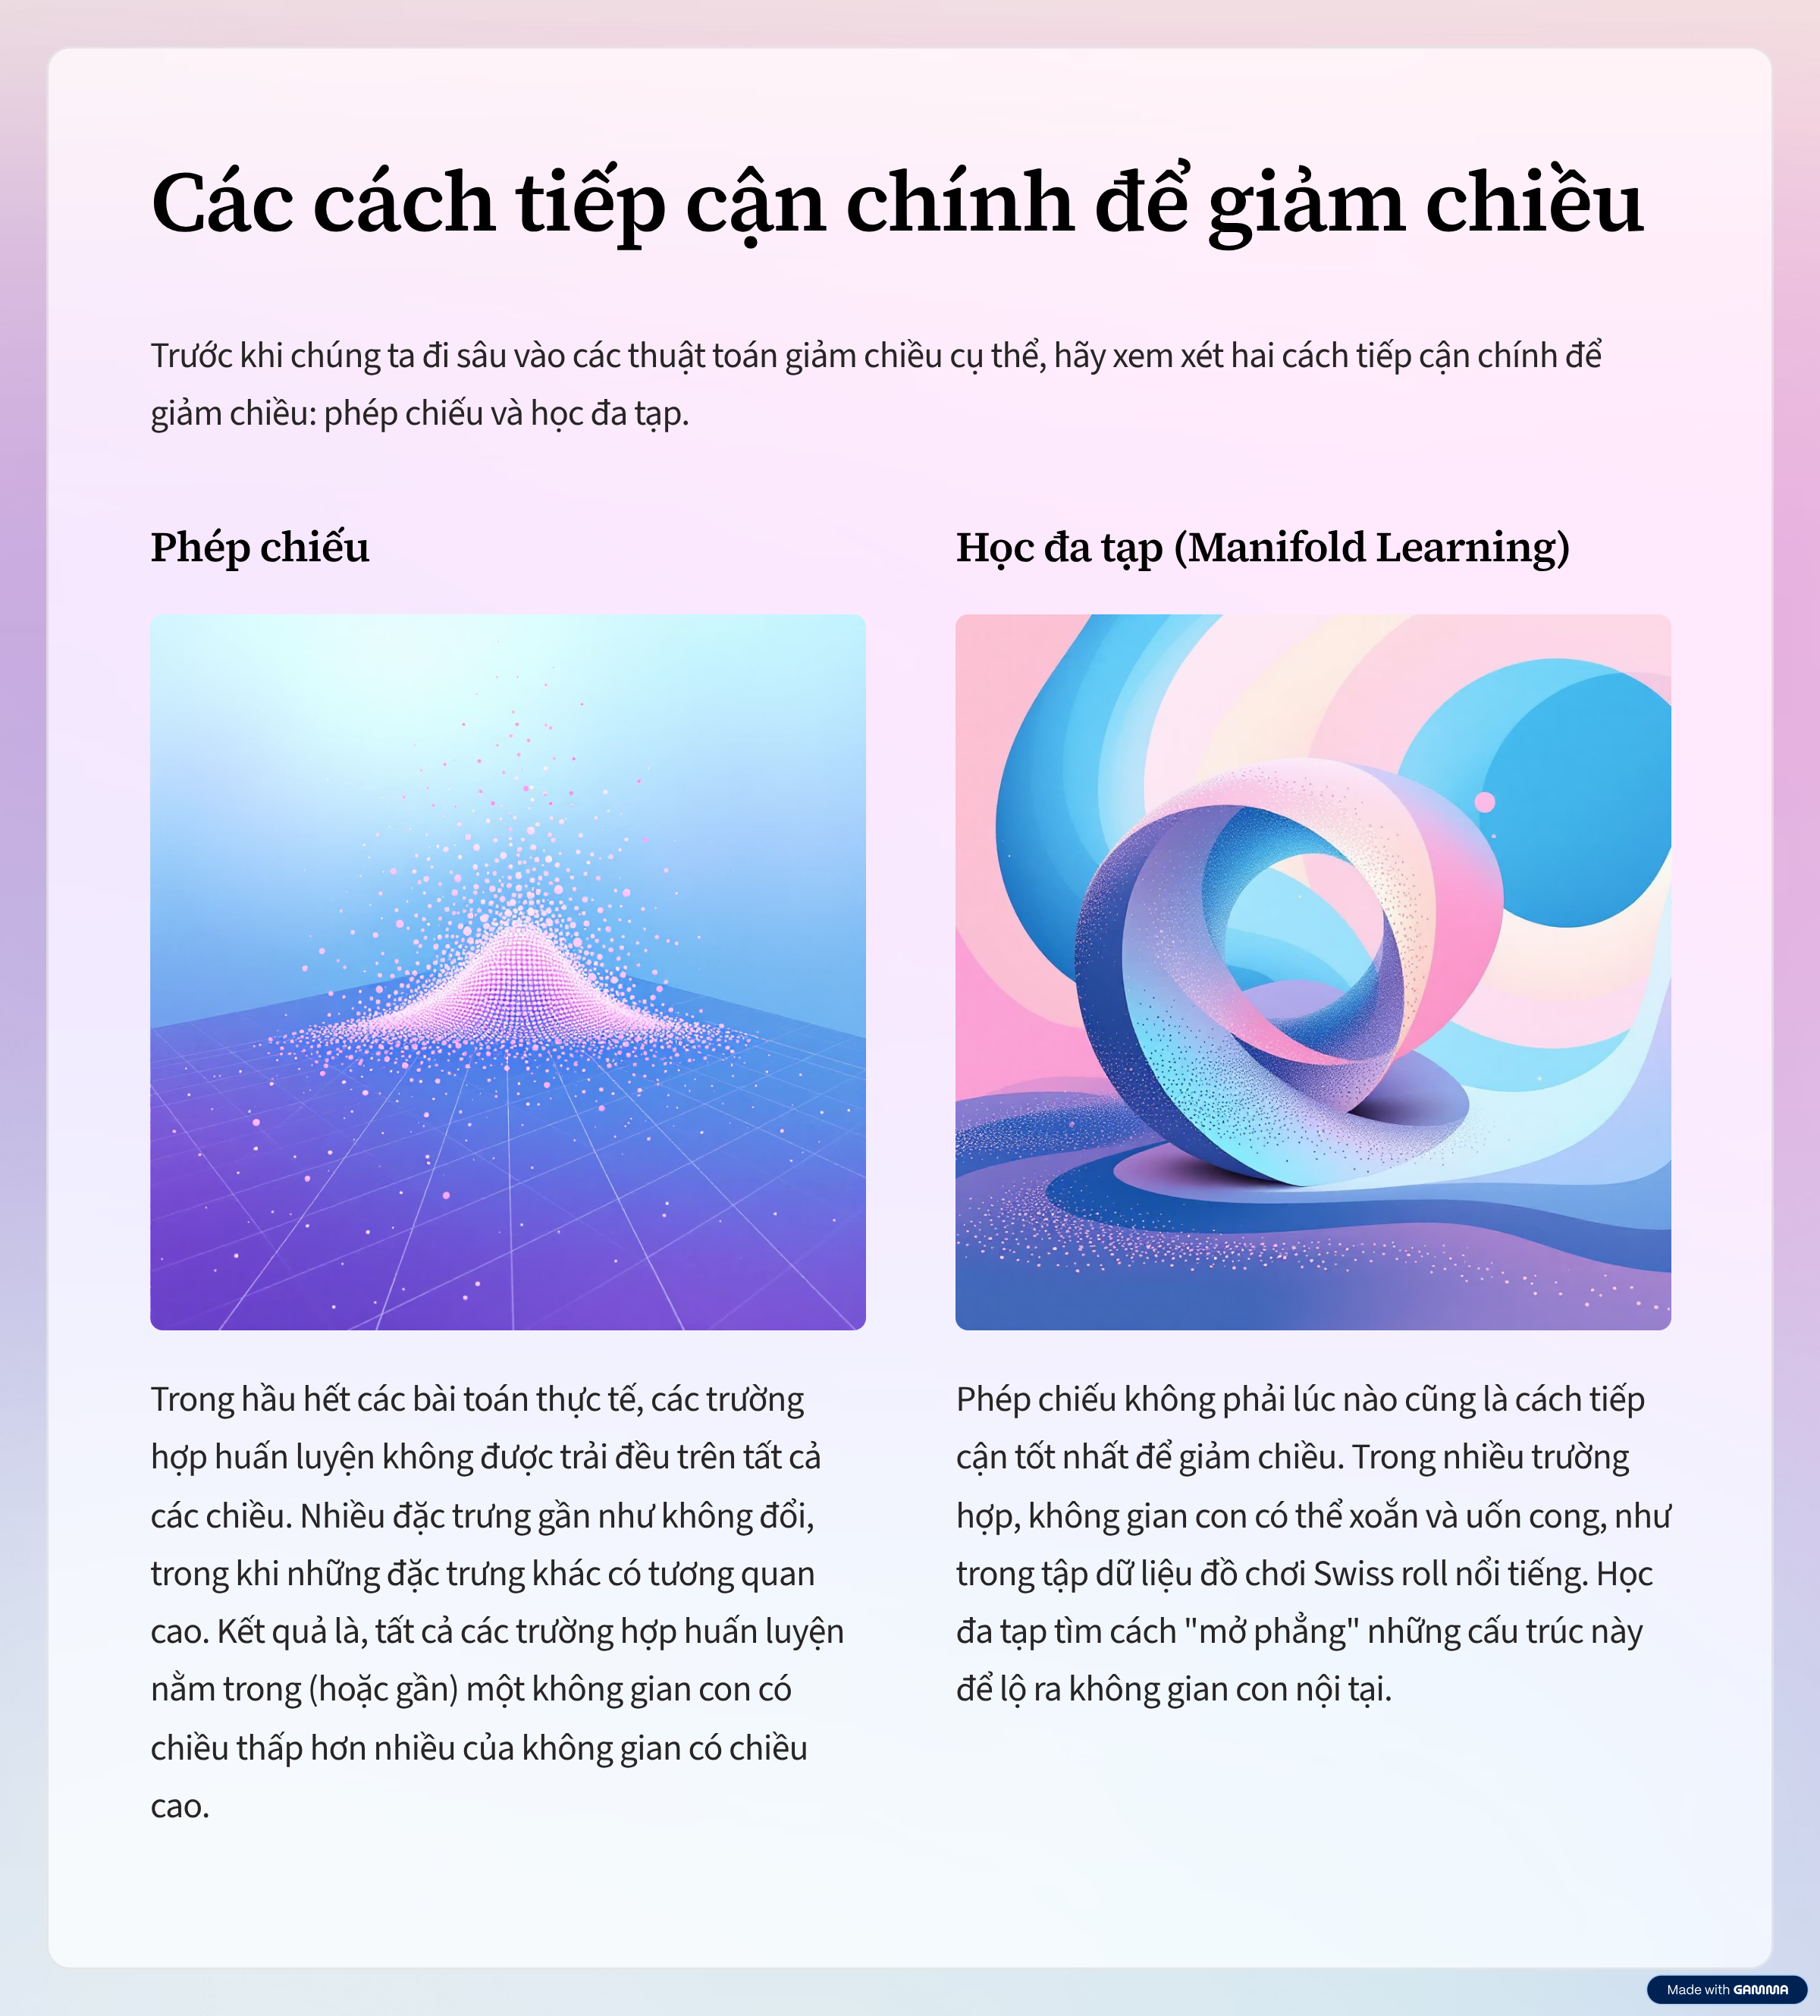 Các cách tiếp cận chính để giảm chiều
Trước khi chúng ta đi sâu vào các thuật toán giảm chiều cụ thể, hãy xem xét hai cách tiếp cận chính để
giảm chiều: phép chiếu và học đa tạp.
Phép chiếu
Trong hầu hết các bài toán thực tế, các trường
hợp huấn luyện không được trải đều trên tất cả
các chiều. Nhiều đặc trưng gần như không đổi,
trong khi những đặc trưng khác có tương quan
cao. Kết quả là, tất cả các trường hợp huấn luyện
nằm trong (hoặc gần) một không gian con có
chiều thấp hơn nhiều của không gian có chiều
cao.
Học đa tạp (Manifold Learning)
Phép chiếu không phải lúc nào cũng là cách tiếp
cận tốt nhất để giảm chiều. Trong nhiều trường
hợp, không gian con có thể xoắn và uốn cong, như
trong tập dữ liệu đồ chơi Swiss roll nổi tiếng. Học
đa tạp tìm cách "mở phẳng" những cấu trúc này
để lộ ra không gian con nội tại.
Made with GAMMA